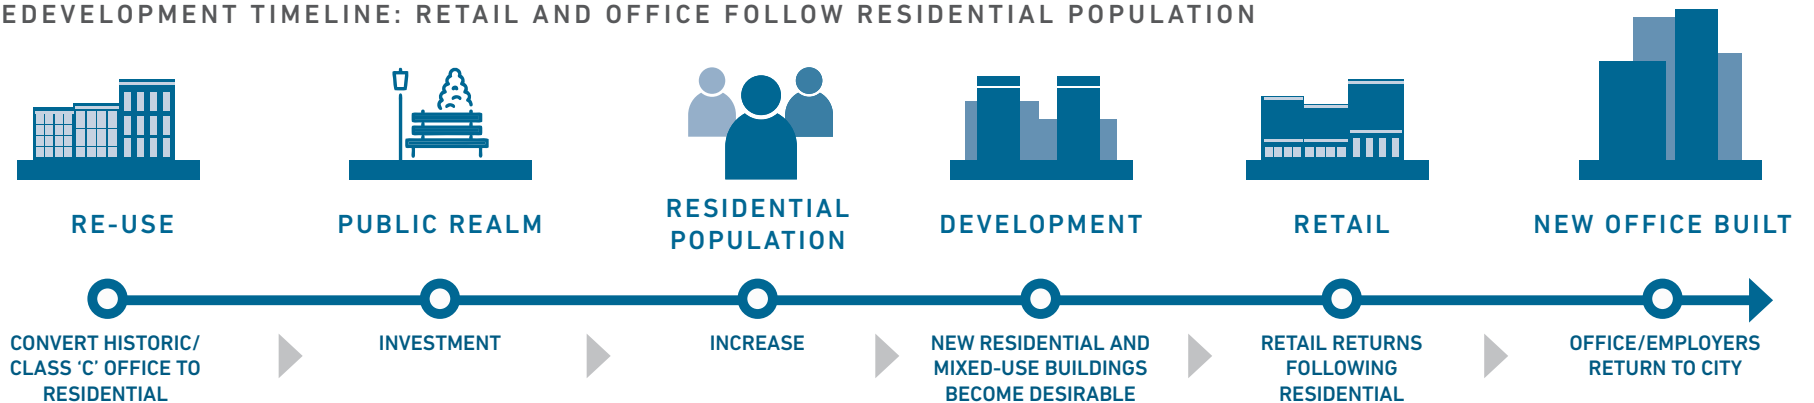 EDEVELOPMENT TIMELINE: RETAIL AND OFFICE FOLLOW RESIDENTIAL POPULATION
RE-USE
PUBLIC REALM
RESIDENTIAL
POPULATION
DEVELOPMENT
RETAIL
NEW OFFICE BUILT
CONVERT HISTORIC/
CLASS ‘C’ OFFICE TO
RESIDENTIAL
INVESTMENT
INCREASE
NEW RESIDENTIAL AND
MIXED-USE BUILDINGS
BECOME DESIRABLE
RETAIL RETURNS
FOLLOWING
RESIDENTIAL
OFFICE/EMPLOYERS
RETURN TO CITY